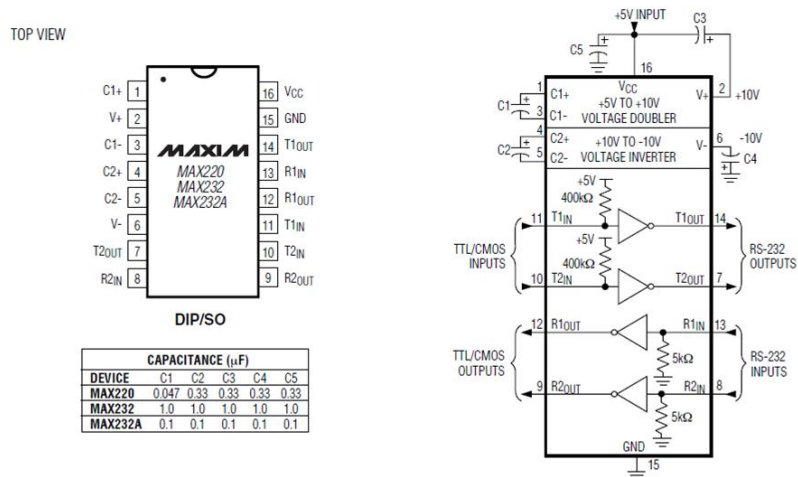 TOP VIEW
C1+ 1
V+ 2
C1- 3
C2+ 4
C2- 5
V- 6
T2OUT 7
R2IN 8
16 VCC
15 GND
14 T1OUT
13 R1IN
12 R1OUT
11 T1IN
10 T2IN
9 R2OUT
MAXIM
MAX220
MAX232
MAX232A
DIP/SO
CAPACITANCE (μF)
DEVICE C1 C2 C3 C4 C5
MAX220 0.047 0.33 0.33 0.33 0.33
MAX232 1.0 1.0 1.0 1.0 1.0
MAX232A 0.1 0.1 0.1 0.1 0.1
+5V INPUT
C3
C5 +
+
16
VCC
1 C1+
C1 +
3 C1-
+5V TO +10V
VOLTAGE DOUBLER
V+ 2 +10V
4 C2+
C2 +
5 C2-
+10V TO -10V
VOLTAGE INVERTER
V- 6 -10V
+ C4
+5V
400kΩ
11 T1IN
T1OUT 14
+5V
400kΩ
10 T2IN
T2OUT 7
TTL/CMOS
INPUTS
RS-232
OUTPUTS
12 R1OUT
R1IN 13
5kΩ
9 R2OUT
R2IN 8
5kΩ
TTL/CMOS
OUTPUTS
RS-232
INPUTS
GND
15